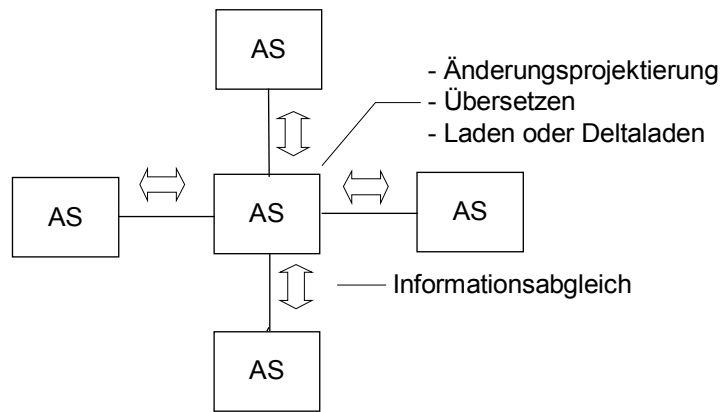 AS
- Änderungsprojektierung
- Übersetzen
- Laden oder Deltaladen
AS
AS
AS
Informationsabgleich
AS